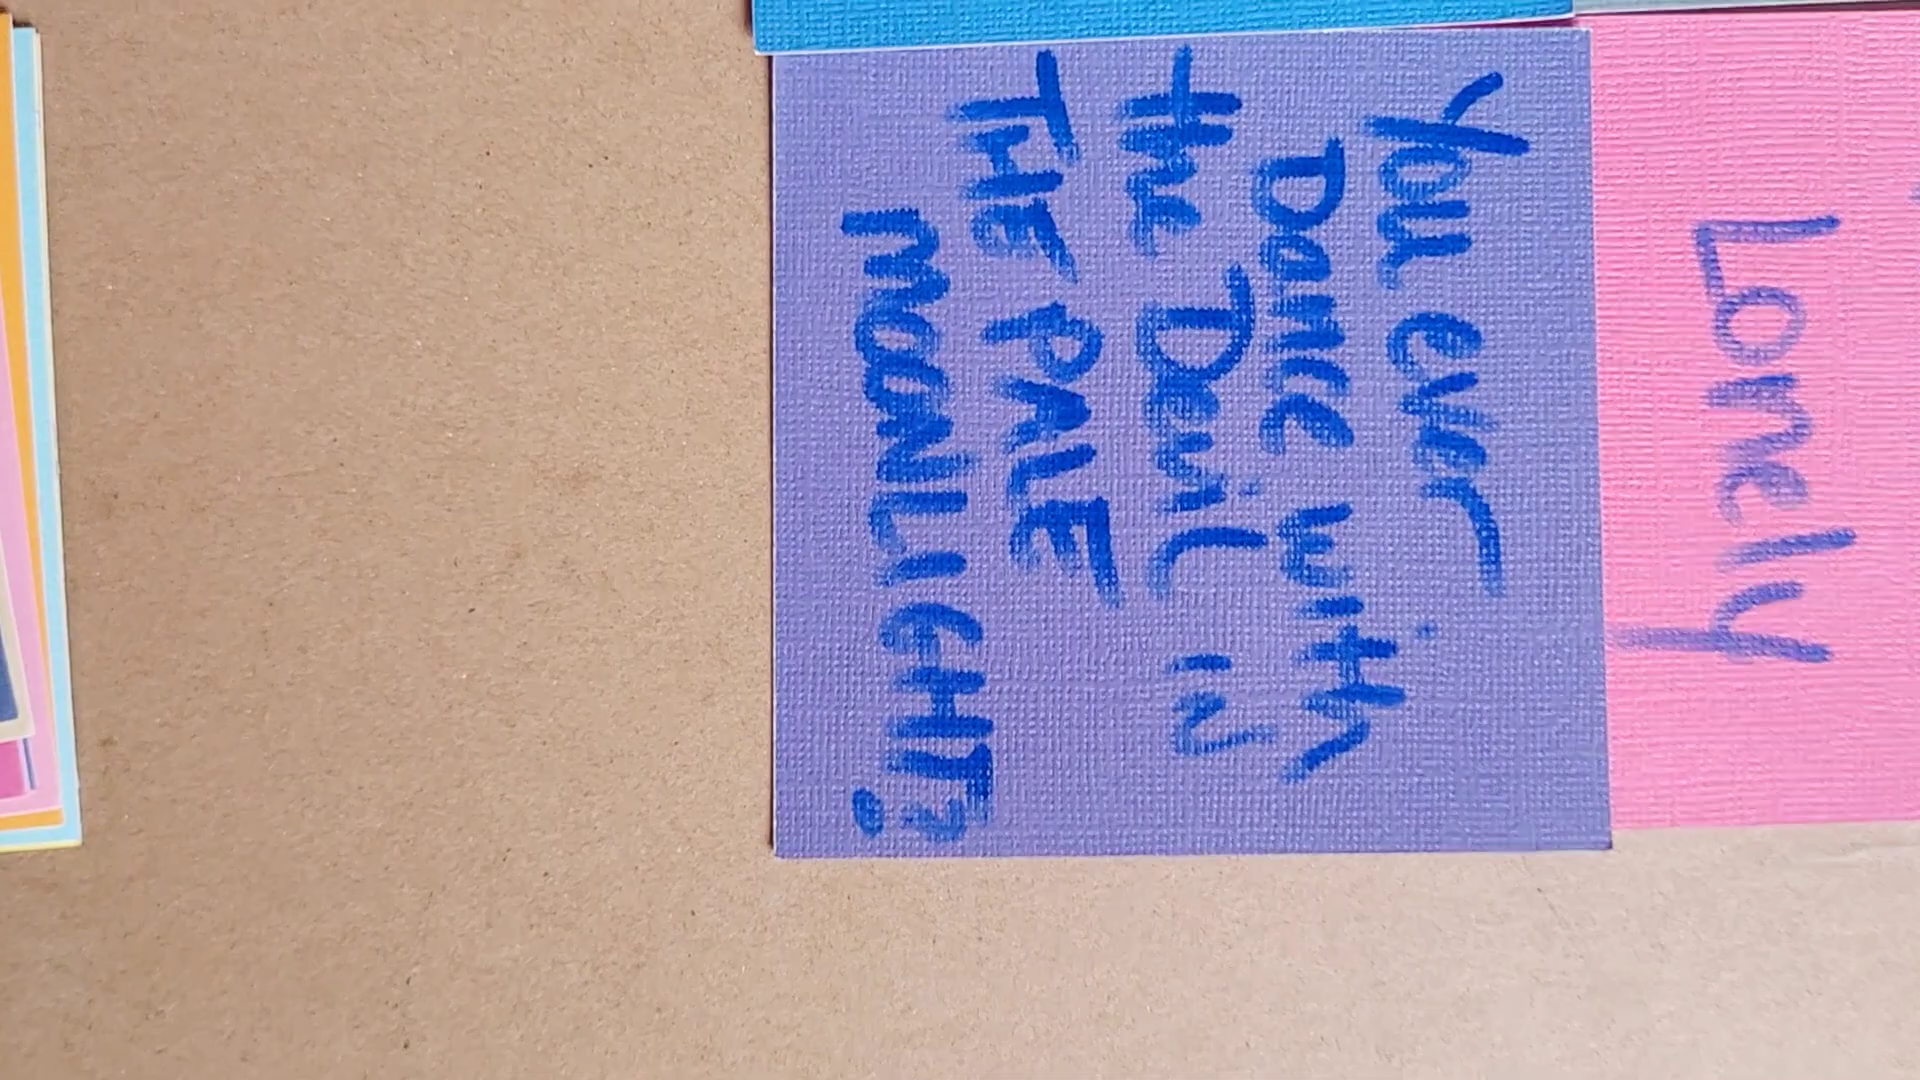 You ever
Dance with
the Devil in
THE PALE
MOONLIGHT?
Lonely